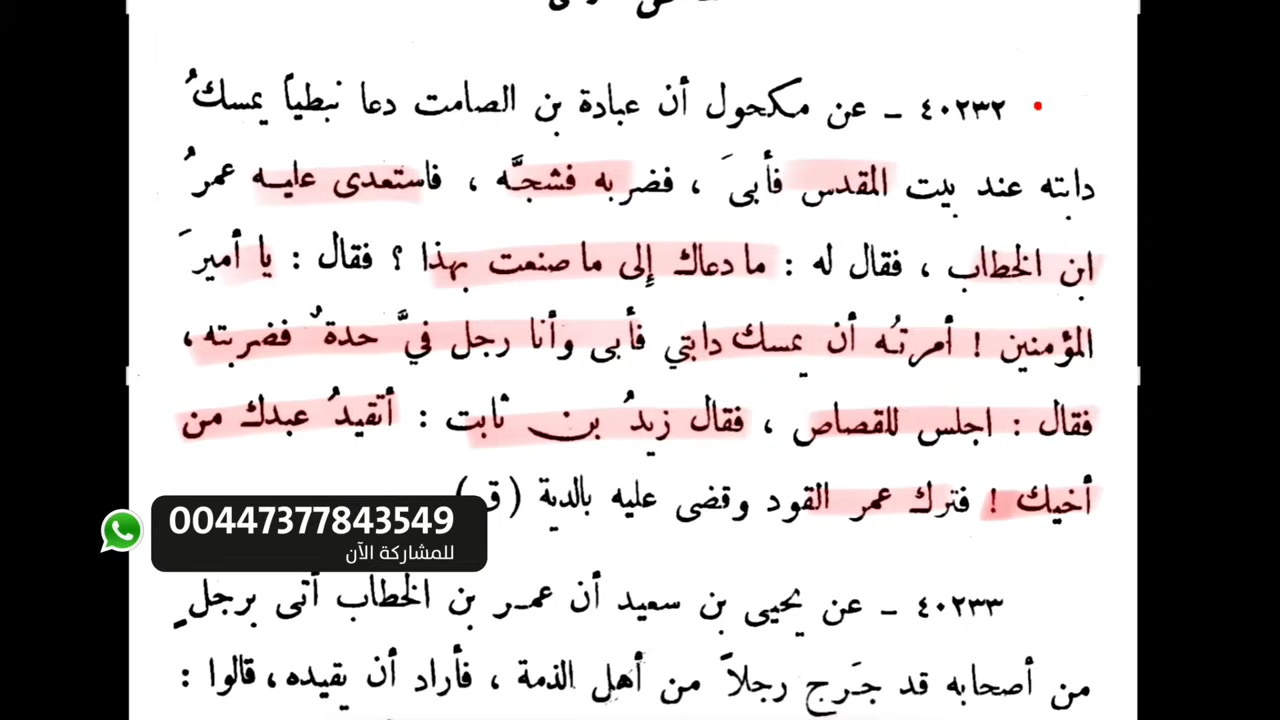 ٤٠٢٣٢ ـ عن مكحول أن عبادة بن الصامت دعا نبطياً يمسكُ
دابته عند بيت المقدس فأبىَ ، فضربه فشجَّه ، فاستعدى عليه عمرُ
ابن الخطاب ، فقال له : ما دعاك إلى ما صنعت بهذا ؟ فقال : يا أميرَ
المؤمنين ! أمرتُه أن يمسك دابتي فأبى وأنا رجل فيَّ حدةٌ فضربته ،
فقال : اجلس للقصاص ، فقال زيدُ بن ثابت : أتقيدُ عبدك من
أخيك ! فترك عمر القود وقضى عليه بالدية ( ق )
00447377843549
للمشاركة الآن
٤٠٢٣٣ ـ عن يحيى بن سعيد أن عمر بن الخطاب أتى برجلٍ
من أصحابه قد جَرح رجلاً من أهل الذمة ، فأراد أن يقيده ، قالوا :